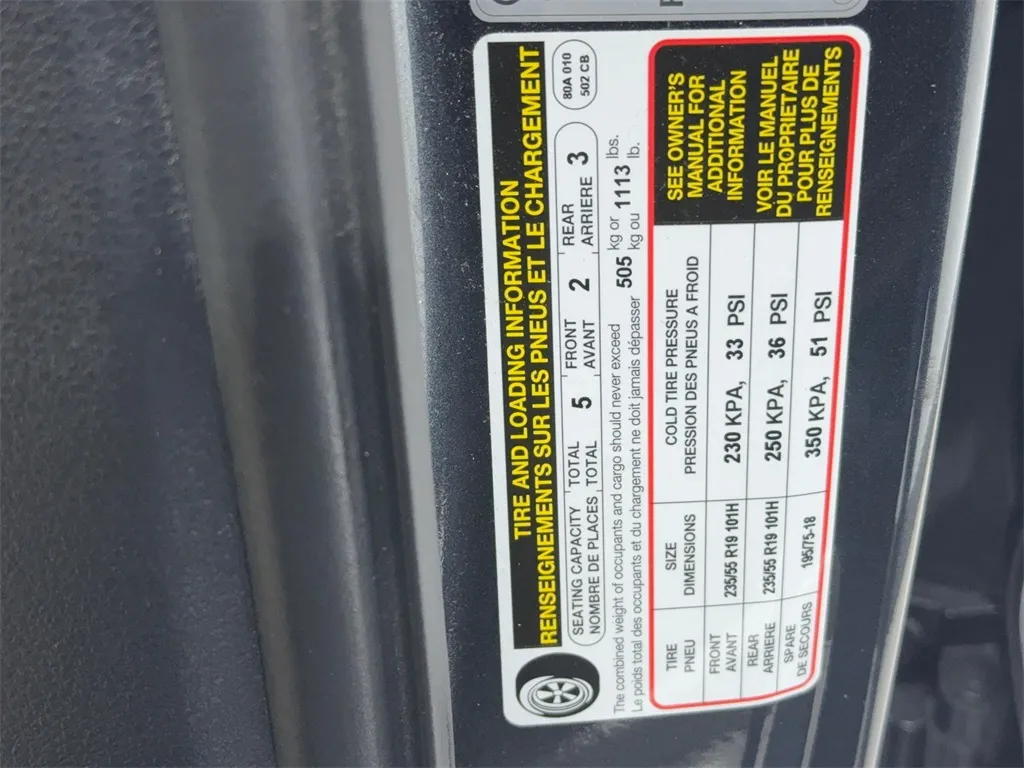 TIRE AND LOADING INFORMATION
RENSEIGNEMENTS SUR LES PNEUS ET LE CHARGEMENT
80A 010
502 CB
SEATING CAPACITY TOTAL 5 FRONT 2 REAR 3
NOMBRE DE PLACES TOTAL AVANT ARRIERE
The combined weight of occupants and cargo should never exceed 505 kg or 1113 lbs.
Le poids total des occupants et du chargement ne doit jamais dépasser kg ou lb.
TIRE SIZE COLD TIRE PRESSURE
PNEU DIMENSIONS PRESSION DES PNEUS A FROID
FRONT
AVANT 235/55 R19 101H 230 KPA, 33 PSI
REAR
ARRIERE 235/55 R19 101H 250 KPA, 36 PSI
SPARE
DE SECOURS 195/75-18 350 KPA, 51 PSI
SEE OWNER'S
MANUAL FOR
ADDITIONAL
INFORMATION
VOIR LE MANUEL
DU PROPRIETAIRE
POUR PLUS DE
RENSEIGNEMENTS